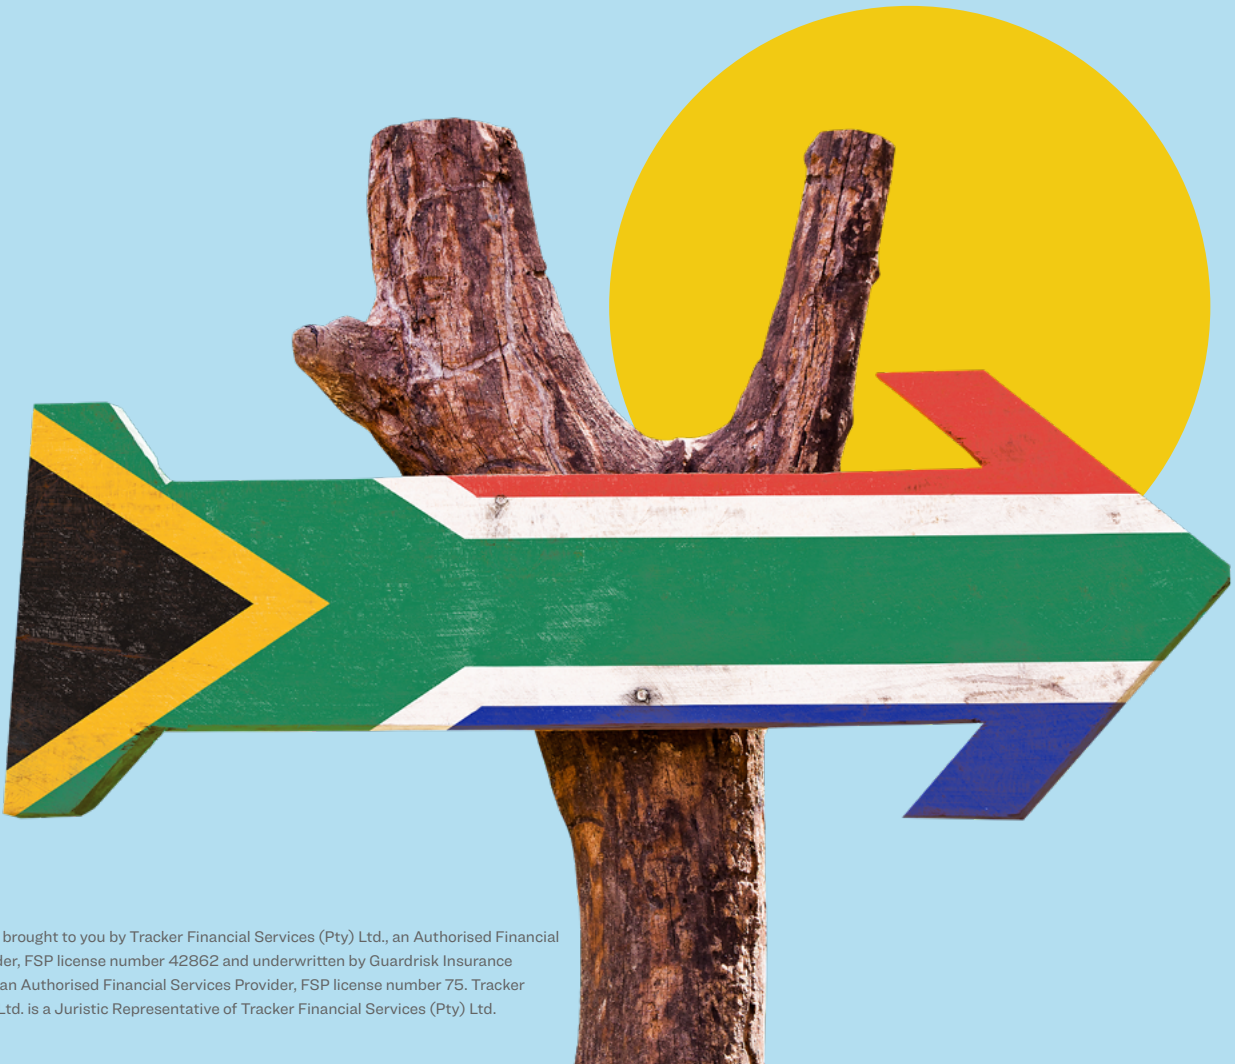 brought to you by Tracker Financial Services (Pty) Ltd., an Authorised Financial
der, FSP license number 42862 and underwritten by Guardrisk Insurance
an Authorised Financial Services Provider, FSP license number 75. Tracker
Ltd. is a Juristic Representative of Tracker Financial Services (Pty) Ltd.